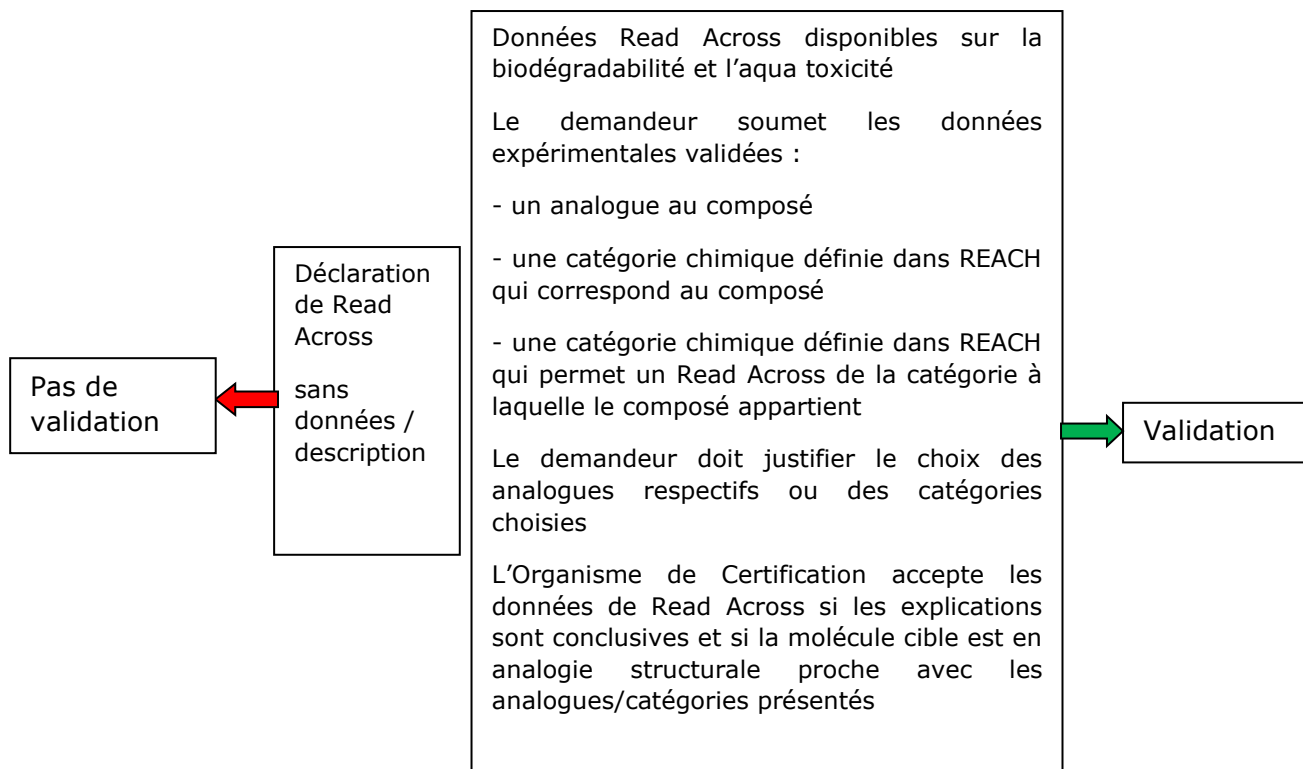 Pas de
validation
Déclaration
de Read
Across
sans
données /
description
Données Read Across disponibles sur la
biodégradabilité et l’aqua toxicité
Le demandeur soumet les données
expérimentales validées :
- un analogue au composé
- une catégorie chimique définie dans REACH
qui correspond au composé
- une catégorie chimique définie dans REACH
qui permet un Read Across de la catégorie à
laquelle le composé appartient
Le demandeur doit justifier le choix des
analogues respectifs ou des catégories
choisies
L’Organisme de Certification accepte les
données de Read Across si les explications
sont conclusives et si la molécule cible est en
analogie structurale proche avec les
analogues/catégories présentés
Validation